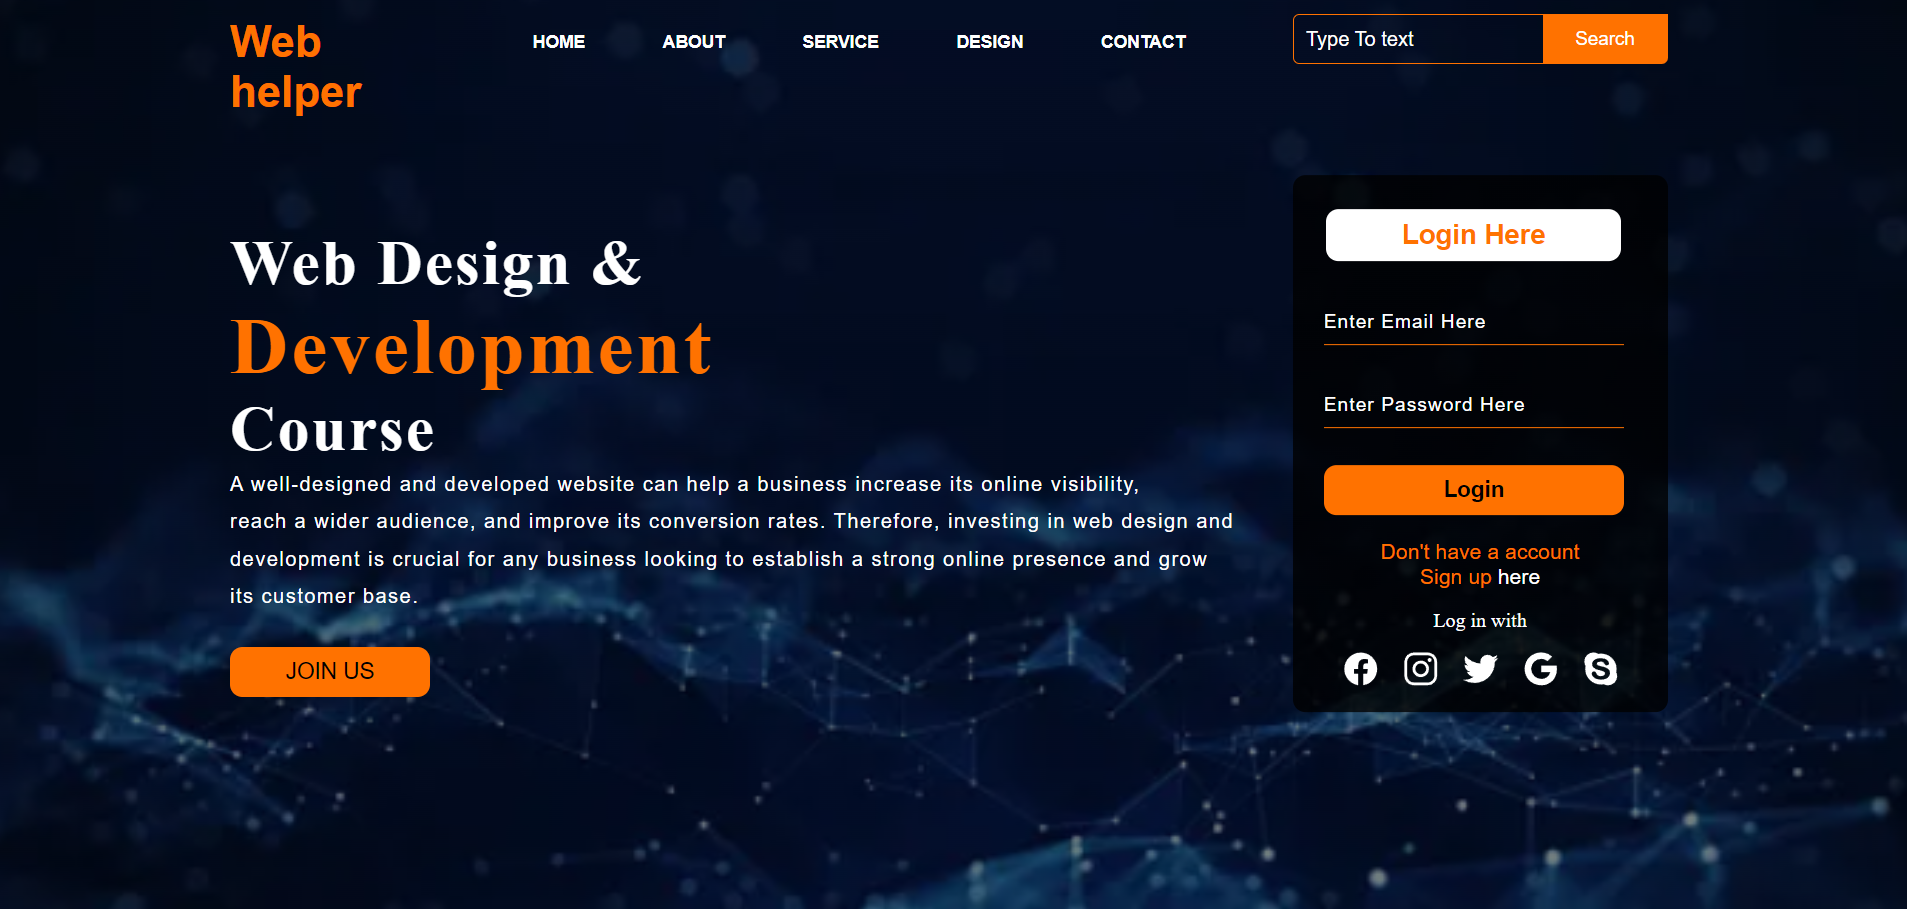 Web
helper
HOME
ABOUT
SERVICE
DESIGN
CONTACT
Type To text
Search
Web Design &
Development
Course
A well-designed and developed website can help a business increase its online visibility,
reach a wider audience, and improve its conversion rates. Therefore, investing in web design and
development is crucial for any business looking to establish a strong online presence and grow
its customer base.
JOIN US
Login Here
Enter Email Here
Enter Password Here
Login
Don't have a account
Sign up here
Log in with